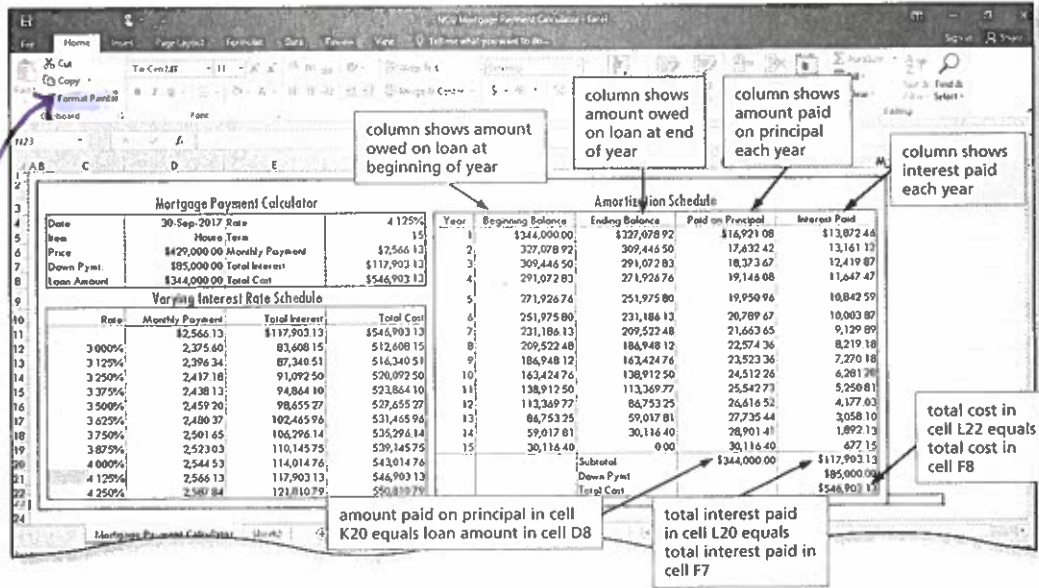 NCW Mortgage Payment Calculator - Excel
File Home Insert Page Layout Formulas Data Review View Tell me what you want to do...
Sign in Share
Cut
Copy
Format Painter
Tw Cen MT 11
Font
Find &
Select
Editing
N23
C D E
column shows amount
owed on loan at
beginning of year
column shows
amount owed
on loan at end
of year
column shows
amount paid
on principal
each year
column shows
interest paid
each year
Mortgage Payment Calculator
Date 30-Sep-2017 Rate 4.125%
Item House Term 15
Price $429,000.00 Monthly Payment $2,566.13
Down Pymt. $85,000.00 Total Interest $117,903.13
Loan Amount $344,000.00 Total Cost $546,903.13
Varying Interest Rate Schedule
Rate Monthly Payment Total Interest Total Cost
$2,566.13 $117,903.13 $546,903.13
3.000% 2,375.60 83,608.15 512,608.15
3.125% 2,396.34 87,340.51 516,340.51
3.250% 2,417.18 91,092.50 520,092.50
3.375% 2,438.13 94,864.10 523,864.10
3.500% 2,459.20 98,655.27 527,655.27
3.625% 2,480.37 102,465.96 531,465.96
3.750% 2,501.65 106,296.14 535,296.14
3.875% 2,523.03 110,145.75 539,145.75
4.000% 2,544.53 114,014.76 543,014.76
4.125% 2,566.13 117,903.13 546,903.13
4.250% 2,587.84 121,810.79 550,810.79
Amortization Schedule
Year Beginning Balance Ending Balance Paid on Principal Interest Paid
1 $344,000.00 $327,078.92 $16,921.08 $13,872.46
2 327,078.92 309,446.50 17,632.42 13,161.12
3 309,446.50 291,072.83 18,373.67 12,419.87
4 291,072.83 271,926.76 19,146.08 11,647.47
5 271,926.76 251,975.80 19,950.96 10,842.59
6 251,975.80 231,186.13 20,789.67 10,003.87
7 231,186.13 209,522.48 21,663.65 9,129.89
8 209,522.48 186,948.12 22,574.36 8,219.18
9 186,948.12 163,424.76 23,523.36 7,270.18
10 163,424.76 138,912.50 24,512.26 6,281.28
11 138,912.50 113,369.77 25,542.73 5,250.81
12 113,369.77 86,753.25 26,616.52 4,177.03
13 86,753.25 59,017.81 27,735.44 3,058.10
14 59,017.81 30,116.40 28,901.41 1,892.13
15 30,116.40 0.00 30,116.40 677.15
Subtotal $344,000.00 $117,903.13
Down Pymt $85,000.00
Total Cost $546,903.13
total cost in
cell L22 equals
total cost in
cell F8
amount paid on principal in cell
K20 equals loan amount in cell D8
total interest paid
in cell L20 equals
total interest paid in
cell F7
Mortgage Payment Calculator Sheet2